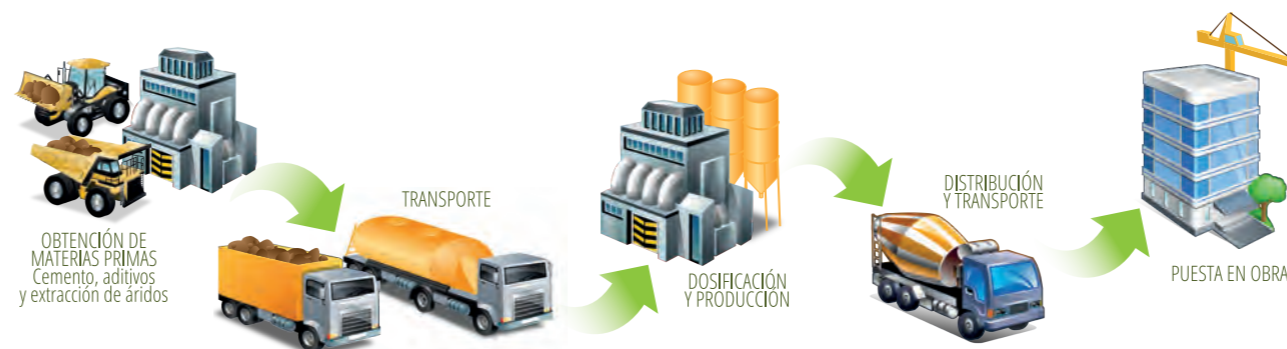 OBTENCIÓN DE
MATERIAS PRIMAS
Cemento, aditivos
y extracción de áridos
TRANSPORTE
DOSIFICACIÓN
Y PRODUCCIÓN
DISTRIBUCIÓN
Y TRANSPORTE
PUESTA EN OBRA